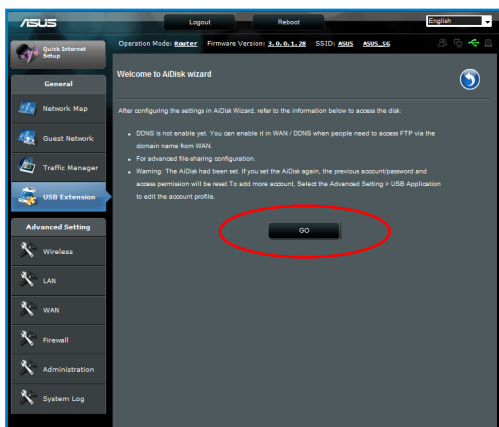 ASUS
Logout
Reboot
English
Quick Internet Setup
Operation Mode: Router Firmware Version: 3.0.0.1.28 SSID: ASUS ASUS_5G
General
Network Map
Guest Network
Traffic Manager
USB Extension
Advanced Setting
Wireless
LAN
WAN
Firewall
Administration
System Log
Welcome to AiDisk wizard
After configuring the settings in AiDisk Wizard, refer to the information below to access the disk:
DDNS is not enable yet. You can enable it in WAN / DDNS when people need to access FTP via the
domain name from WAN.
For advanced file-sharing configuration.
Warning: The AiDisk had been set. If you set the AiDisk again, the previous account/password and
access permission will be reset.To add more account, Select the Advanced Setting > USB Application
to edit the account profile.
GO